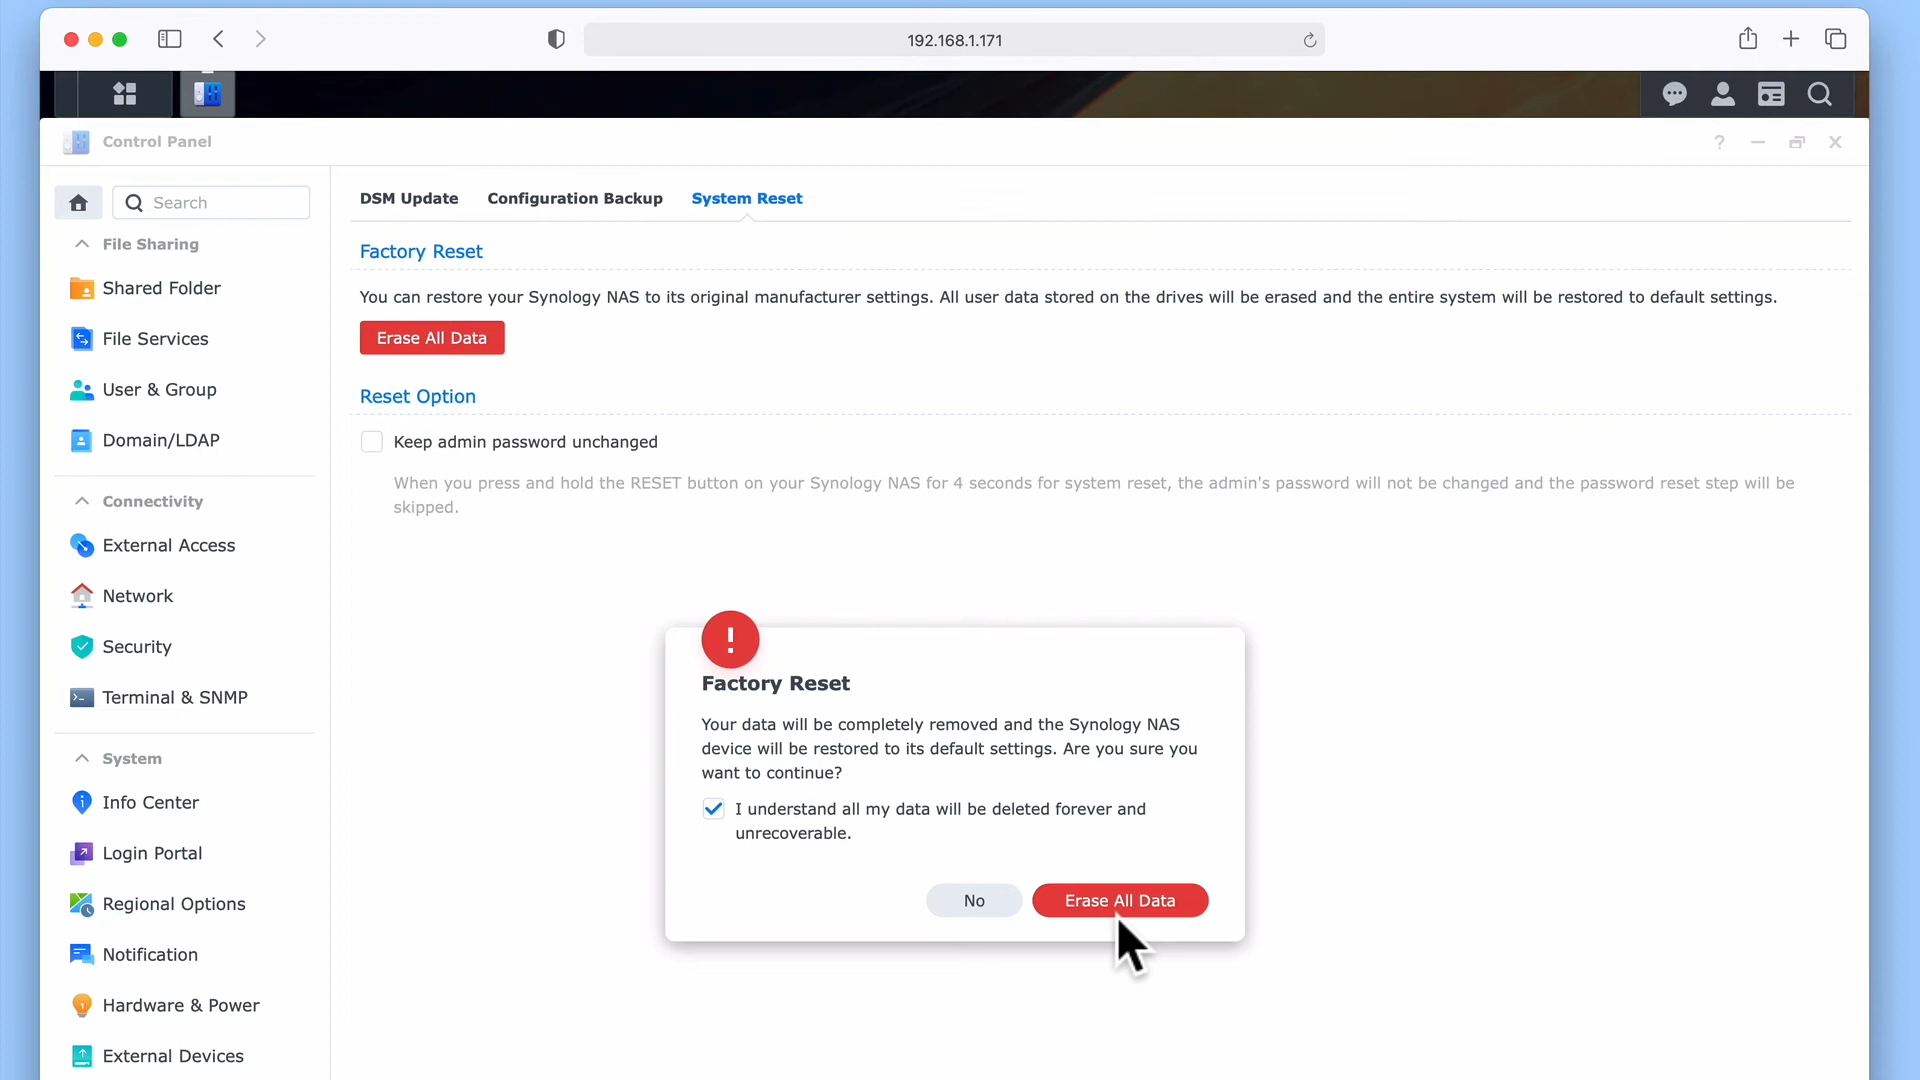 192.168.1.171
Control Panel
Search
File Sharing
Shared Folder
File Services
User & Group
Domain/LDAP
Connectivity
External Access
Network
Security
Terminal & SNMP
System
Info Center
Login Portal
Regional Options
Notification
Hardware & Power
External Devices
DSM Update Configuration Backup System Reset
Factory Reset
You can restore your Synology NAS to its original manufacturer settings. All user data stored on the drives will be erased and the entire system will be restored to default settings.
Erase All Data
Reset Option
Keep admin password unchanged
When you press and hold the RESET button on your Synology NAS for 4 seconds for system reset, the admin's password will not be changed and the password reset step will be
skipped.
Factory Reset
Your data will be completely removed and the Synology NAS
device will be restored to its default settings. Are you sure you
want to continue?
I understand all my data will be deleted forever and
unrecoverable.
No Erase All Data